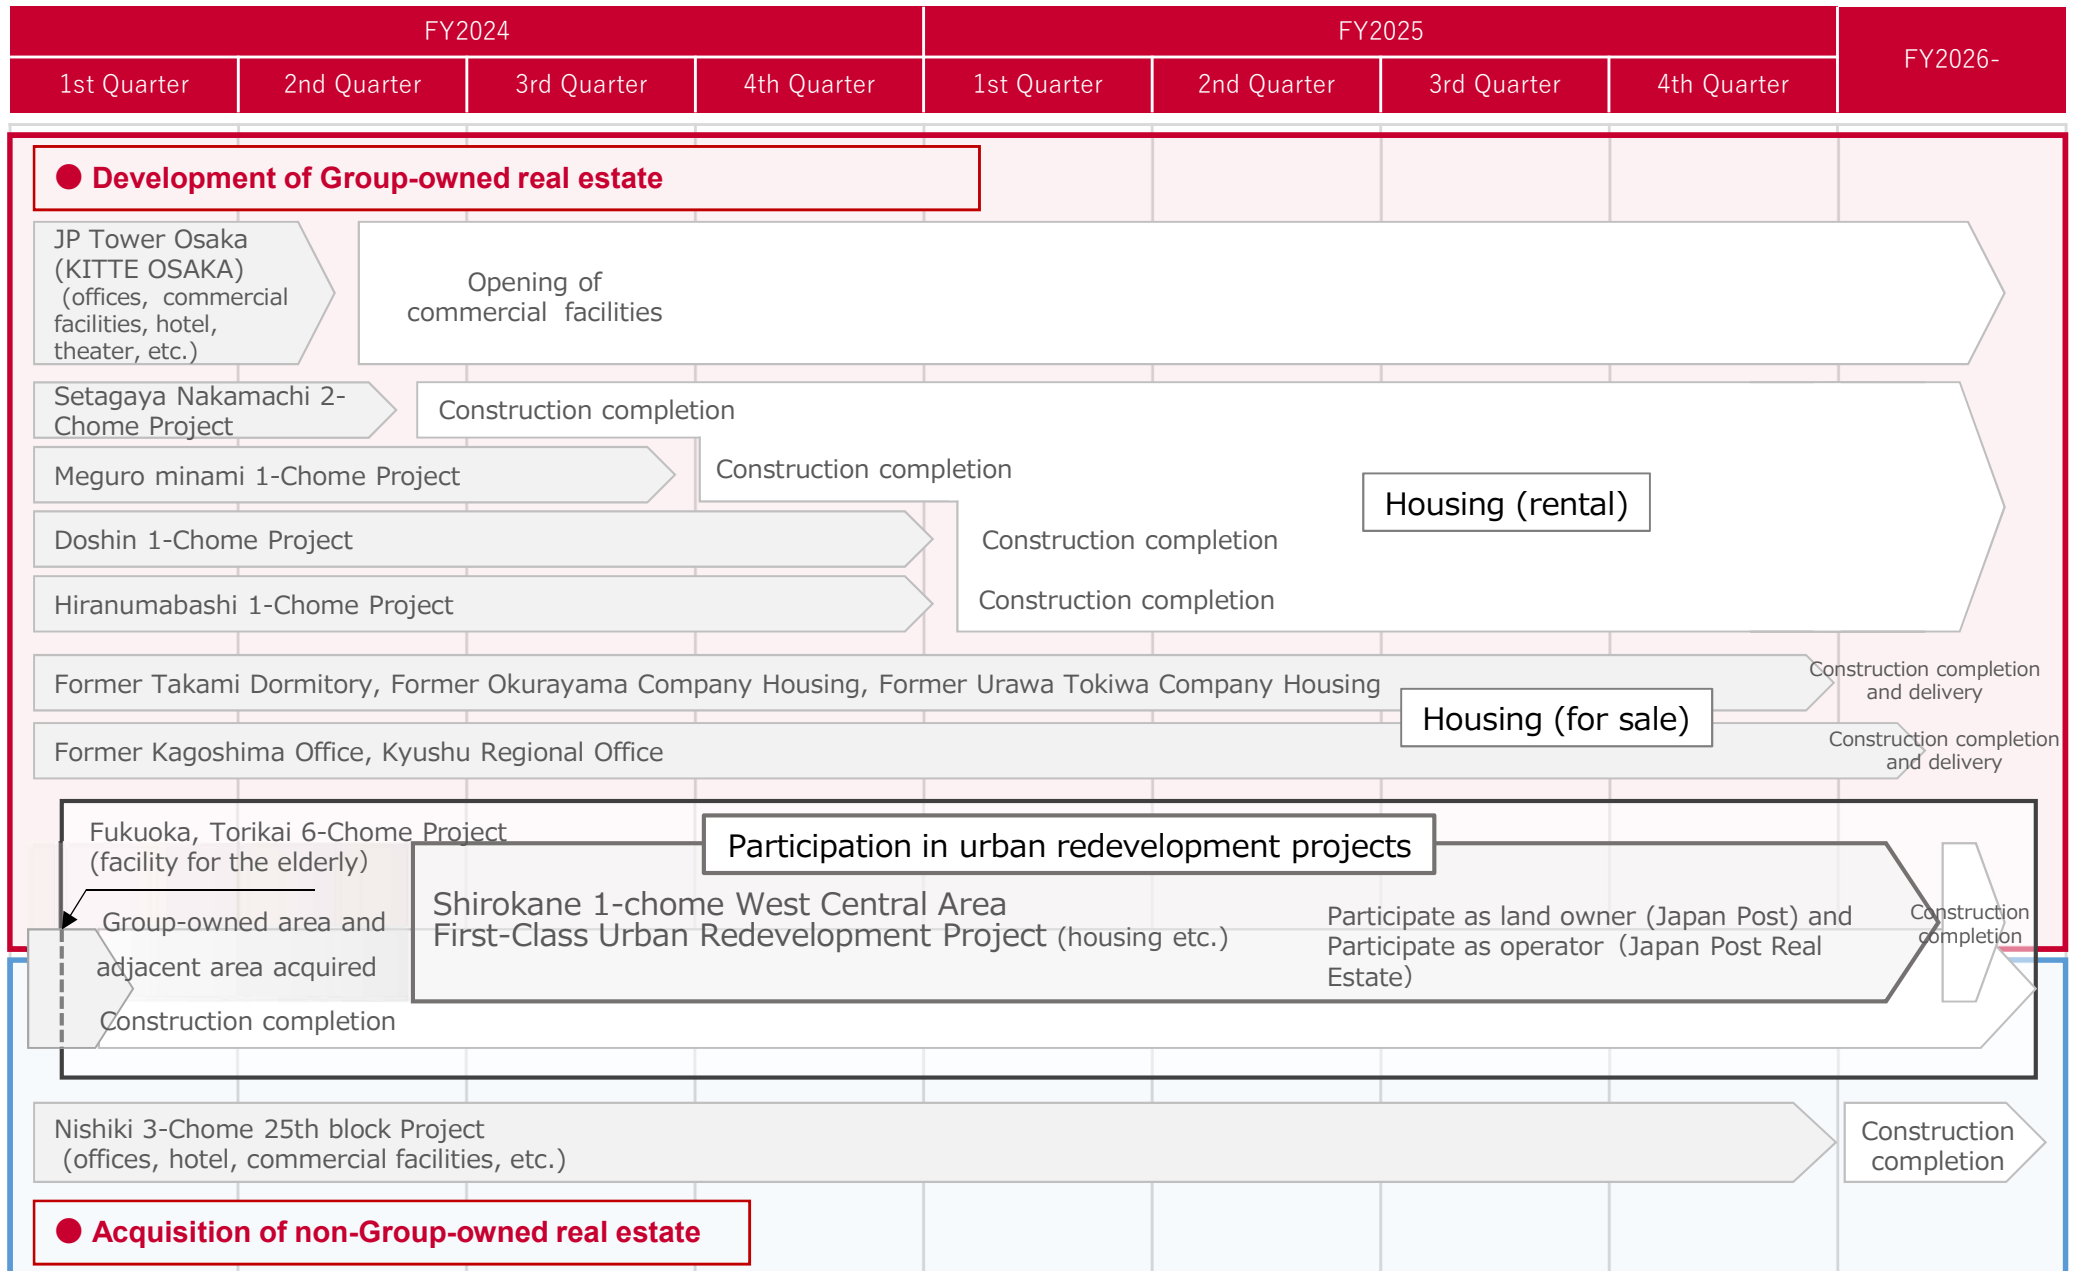 FY2024
FY2025
FY2026-
1st Quarter
2nd Quarter
3rd Quarter
4th Quarter
1st Quarter
2nd Quarter
3rd Quarter
4th Quarter
● Development of Group-owned real estate
JP Tower Osaka
(KITTE OSAKA)
(offices, commercial
facilities, hotel,
theater, etc.)
Opening of
commercial facilities
Setagaya Nakamachi 2-
Chome Project
Construction completion
Meguro minami 1-Chome Project
Construction completion
Housing (rental)
Doshin 1-Chome Project
Construction completion
Hiranumabashi 1-Chome Project
Construction completion
Former Takami Dormitory, Former Okurayama Company Housing, Former Urawa Tokiwa Company Housing
Construction completion
and delivery
Housing (for sale)
Former Kagoshima Office, Kyushu Regional Office
Construction completion
and delivery
Fukuoka, Torikai 6-Chome Project
(facility for the elderly)
Participation in urban redevelopment projects
Group-owned area and
adjacent area acquired
Shirokane 1-chome West Central Area
First-Class Urban Redevelopment Project (housing etc.)
Participate as land owner (Japan Post) and
Participate as operator (Japan Post Real
Estate)
Construction
completion
Construction completion
Nishiki 3-Chome 25th block Project
(offices, hotel, commercial facilities, etc.)
Construction
completion
● Acquisition of non-Group-owned real estate